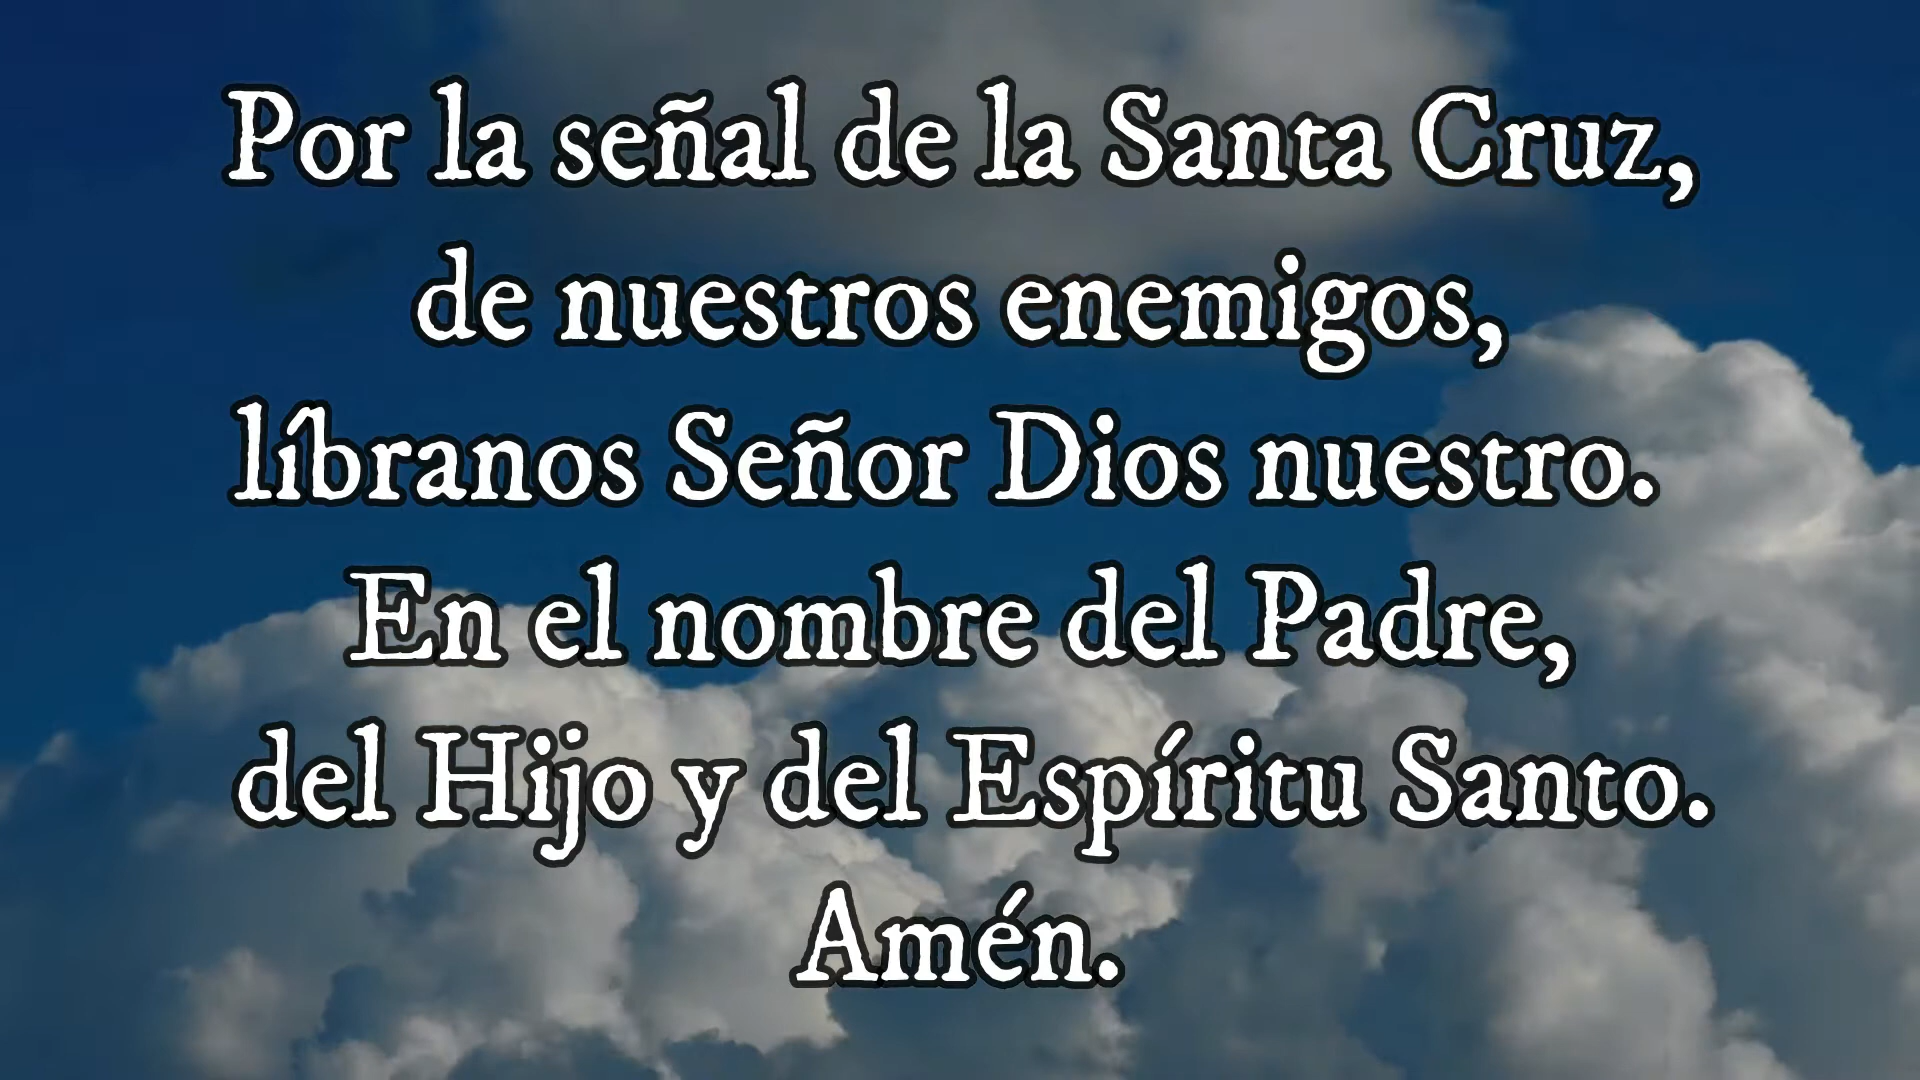 Por la señal de la Santa Cruz,
de nuestros enemigos,
líbranos Señor Dios nuestro.
En el nombre del Padre,
del Hijo y del Espíritu Santo.
Amén.